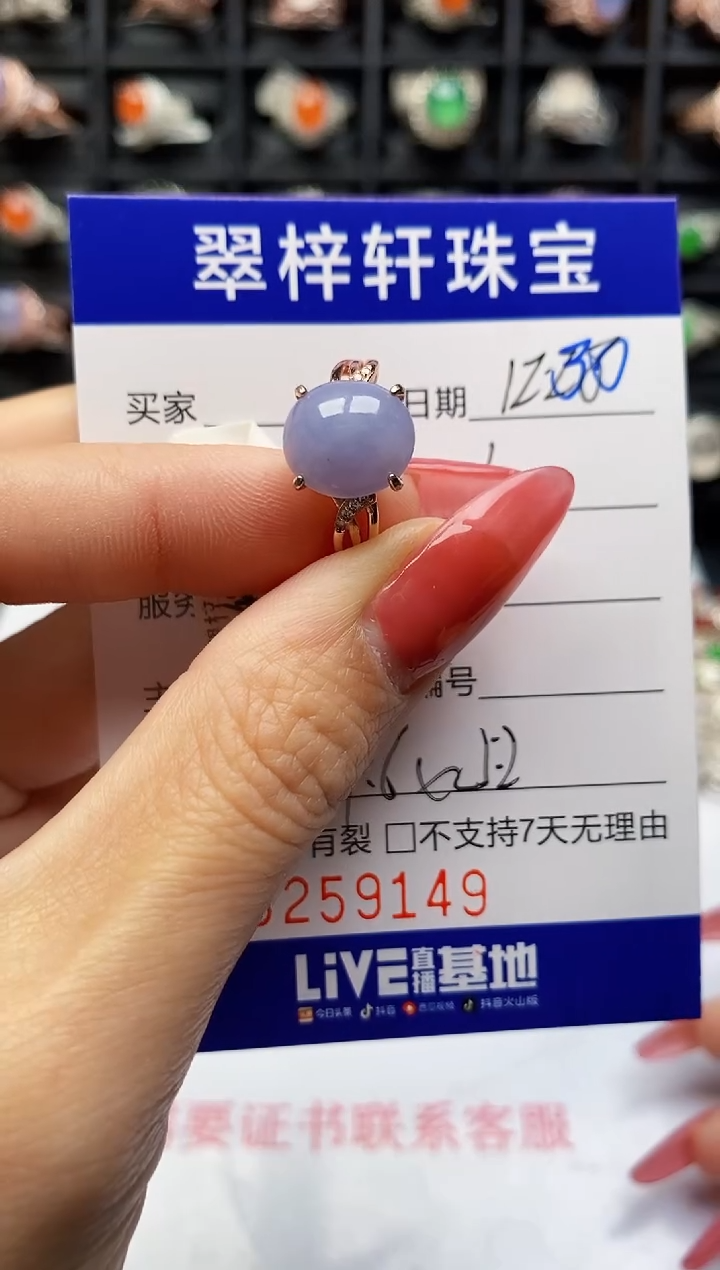 翠梓轩珠宝
买家 日期
服务
编号
有裂 □不支持7天无理由
259149
LiVE直播基地
今日头条 抖音 西瓜视频 抖音火山版
要证书联系客服